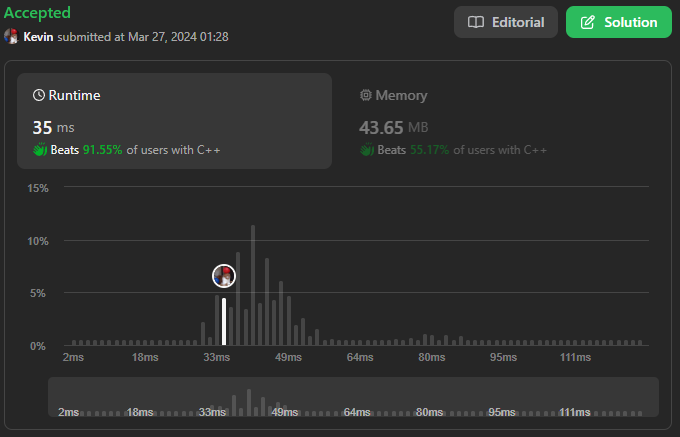 Accepted
Editorial
Solution
Kevin submitted at Mar 27, 2024 01:28
Runtime
Memory
35 ms
43.65 MB
Beats 91.55% of users with C++
Beats 55.17% of users with C++
15%
10%
5%
0%
2ms 18ms 33ms 49ms 64ms 80ms 95ms 111ms
2ms 18ms 33ms 49ms 64ms 80ms 95ms 111ms